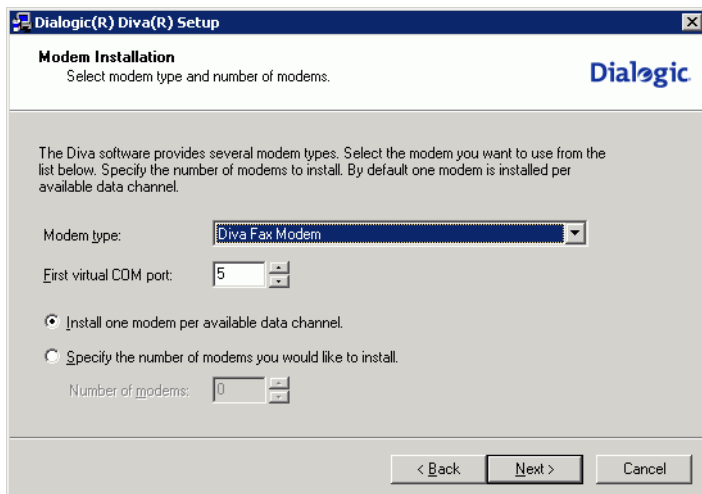 Dialogic(R) Diva(R) Setup
Modem Installation
Select modem type and number of modems.
Dialogic
The Diva software provides several modem types. Select the modem you want to use from the
list below. Specify the number of modems to install. By default one modem is installed per
available data channel.
Modem type: Diva Fax Modem
First virtual COM port: 5
Install one modem per available data channel.
Specify the number of modems you would like to install.
Number of modems: 0
< Back Next > Cancel